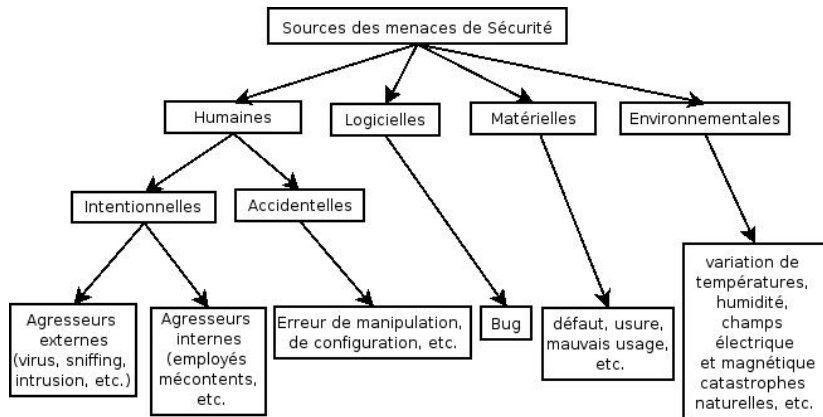 Sources des menaces de Sécurité
Humaines
Logicielles
Matérielles
Environnementales
Intentionnelles
Accidentelles
Agresseurs
externes
(virus, sniffing,
intrusion, etc.)
Agresseurs
internes
(employés
mécontents,
etc.
Erreur de manipulation,
de configuration, etc.
Bug
défaut, usure,
mauvais usage,
etc.
variation de
températures,
humidité,
champs
électrique
et magnétique
catastrophes
naturelles, etc.